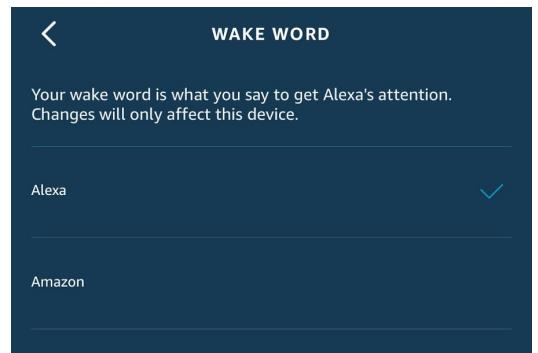 WAKE WORD
Your wake word is what you say to get Alexa's attention.
Changes will only affect this device.
Alexa
Amazon